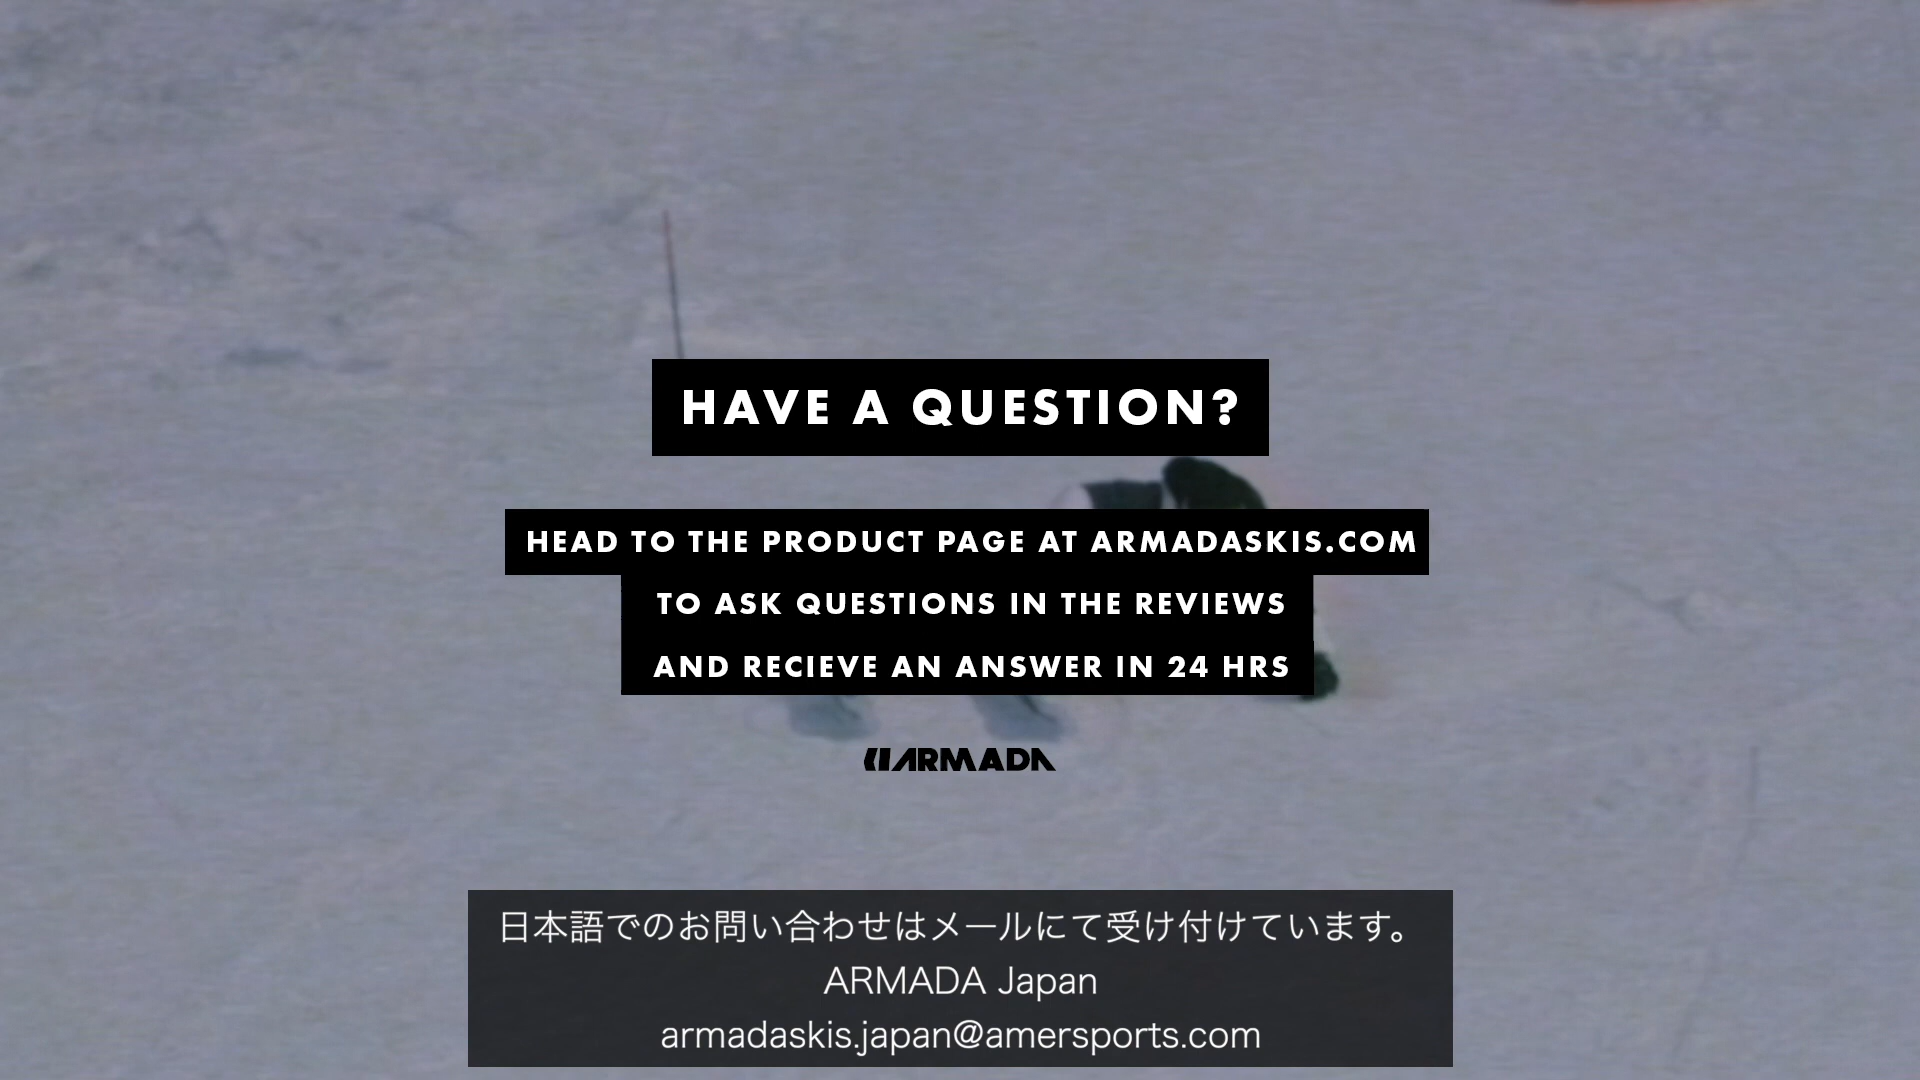 HAVE A QUESTION?
HEAD TO THE PRODUCT PAGE AT ARMADASKIS.COM
TO ASK QUESTIONS IN THE REVIEWS
AND RECIEVE AN ANSWER IN 24 HRS
ARMADA
日本語でのお問い合わせはメールにて受け付けています。
ARMADA Japan
armadaskis.japan@amersports.com